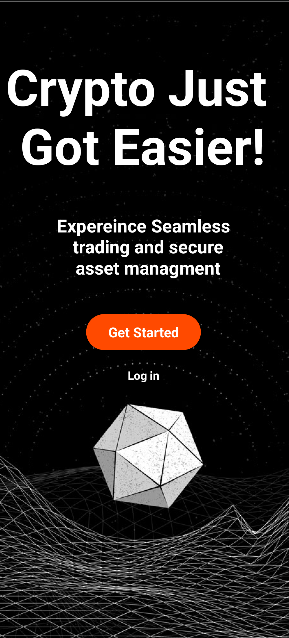 Crypto Just
Got Easier!
Expereince Seamless
trading and secure
asset managment
Get Started
Log in